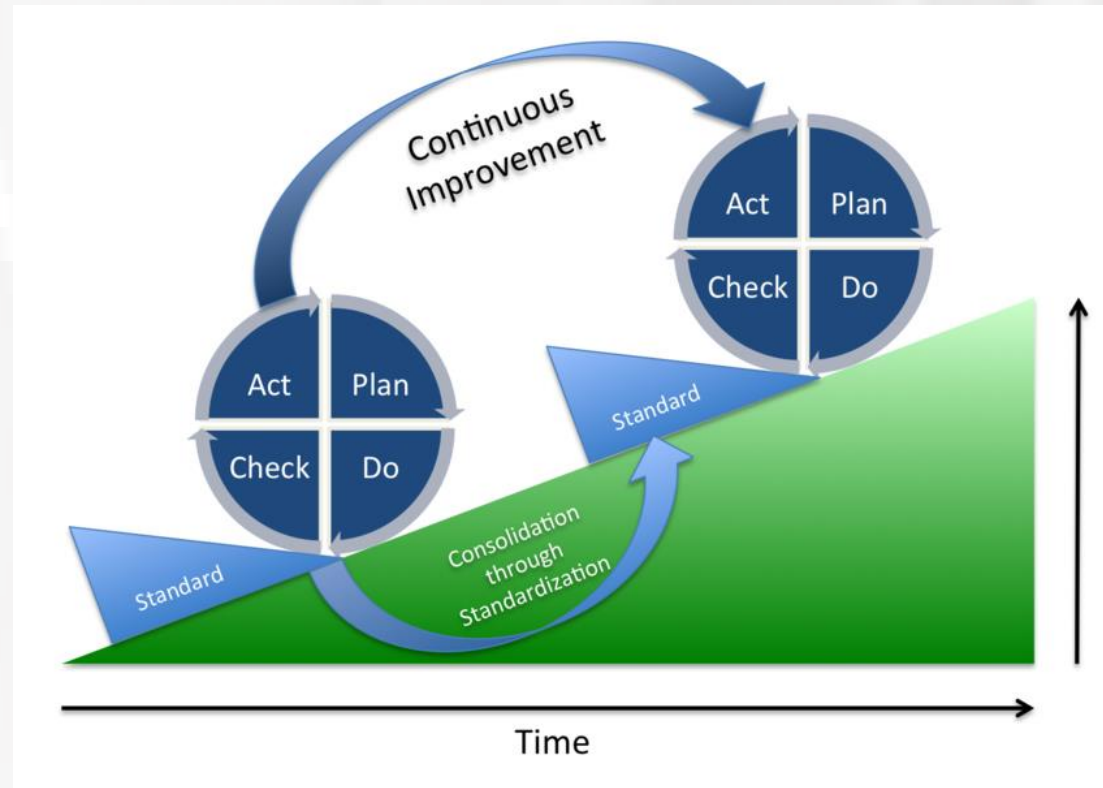 Continuous
Improvement
Act
Plan
Check
Do
Standard
Act
Plan
Check
Do
Standard
Consolidation
through
Standardization
Time